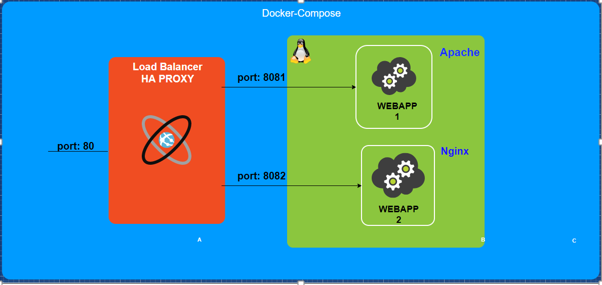 Docker-Compose
Load Balancer
HA PROXY
port: 80
port: 8081
Apache
WEBAPP
1
port: 8082
Nginx
WEBAPP
2
A
B
C